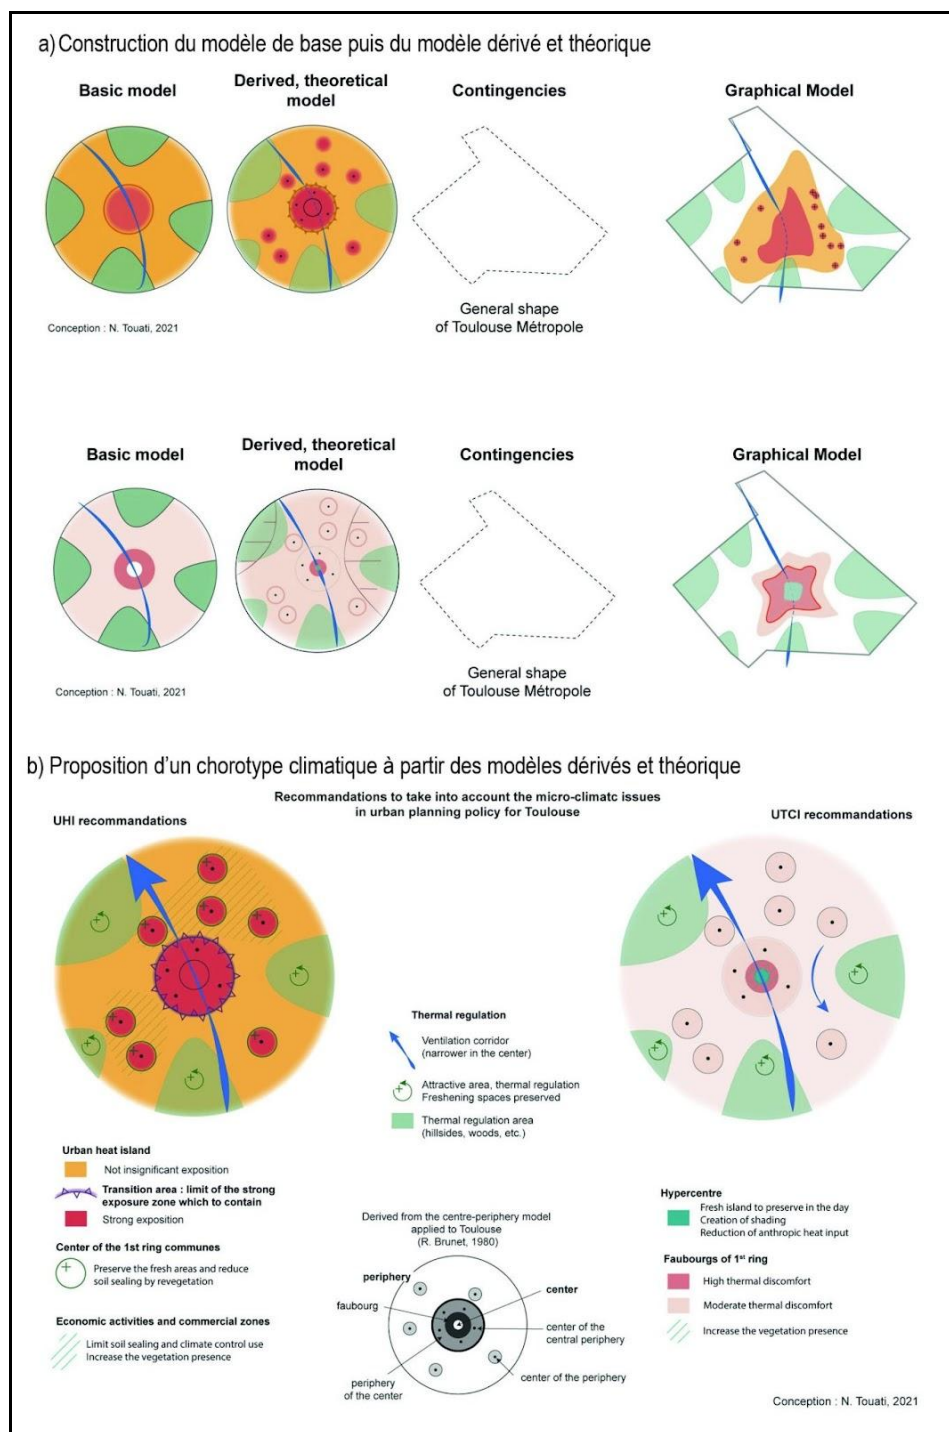 a) Construction du modèle de base puis du modèle dérivé et théorique
Basic model
Derived, theoretical
model
Contingencies
Graphical Model
General shape
of Toulouse Métropole
Conception : N. Touati, 2021
Basic model
Derived, theoretical
model
Contingencies
Graphical Model
General shape
of Toulouse Métropole
Conception : N. Touati, 2021
b) Proposition d'un chorotype climatique à partir des modèles dérivés et théorique
Recommandations to take into account the micro-climatc issues
in urban planning policy for Toulouse
UHI recommandations
UTCI recommandations
Thermal regulation
Ventilation corridor
(narrower in the center)
Attractive area, thermal regulation
Freshening spaces preserved
Thermal regulation area
(hillsides, woods, etc.)
Urban heat island
Not insignificant exposition
Transition area : limit of the strong
exposure zone which to contain
Strong exposition
Center of the 1st ring communes
Preserve the fresh areas and reduce
soil sealing by revegetation
Economic activities and commercial zones
Limit soil sealing and climate control use
Increase the vegetation presence
Derived from the centre-periphery model
applied to Toulouse
(R. Brunet, 1980)
periphery
faubourg
center
center of the
central periphery
center of the periphery
periphery
of the center
Hypercentre
Fresh island to preserve in the day
Creation of shading
Reduction of anthropic heat input
Faubourgs of 1st ring
High thermal discomfort
Moderate thermal discomfort
Increase the vegetation presence
Conception : N. Touati, 2021